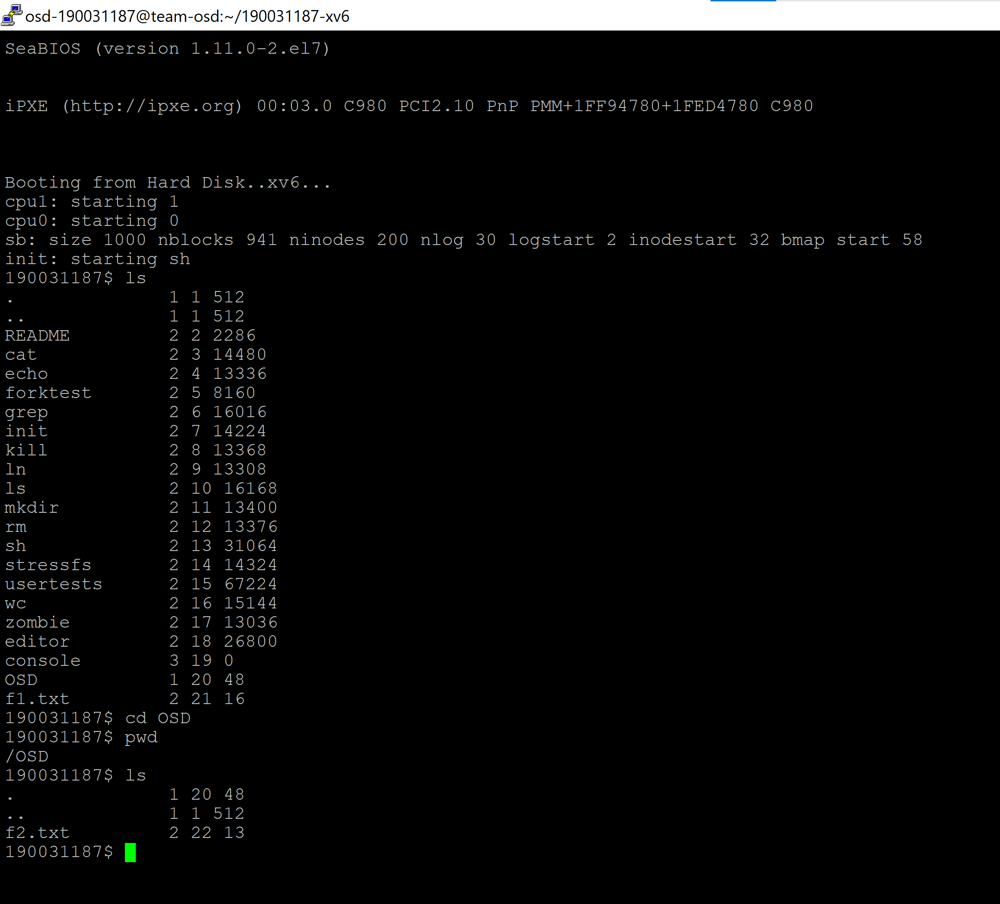 osd-190031187@team-osd:~/190031187-xv6
SeaBIOS (version 1.11.0-2.el7)
iPXE (http://ipxe.org) 00:03.0 C980 PCI2.10 PnP PMM+1FF94780+1FED4780 C980
Booting from Hard Disk..xv6...
cpu1: starting 1
cpu0: starting 0
sb: size 1000 nblocks 941 ninodes 200 nlog 30 logstart 2 inodestart 32 bmap start 58
init: starting sh
190031187$ ls
.              1 1 512
..             1 1 512
README         2 2 2286
cat            2 3 14480
echo           2 4 13336
forktest       2 5 8160
grep           2 6 16016
init           2 7 14224
kill           2 8 13368
ln             2 9 13308
ls             2 10 16168
mkdir          2 11 13400
rm             2 12 13376
sh             2 13 31064
stressfs       2 14 14324
usertests      2 15 67224
wc             2 16 15144
zombie         2 17 13036
editor         2 18 26800
console        3 19 0
OSD            1 20 48
f1.txt         2 21 16
190031187$ cd OSD
190031187$ pwd
/OSD
190031187$ ls
.              1 20 48
..             1 1 512
f2.txt         2 22 13
190031187$